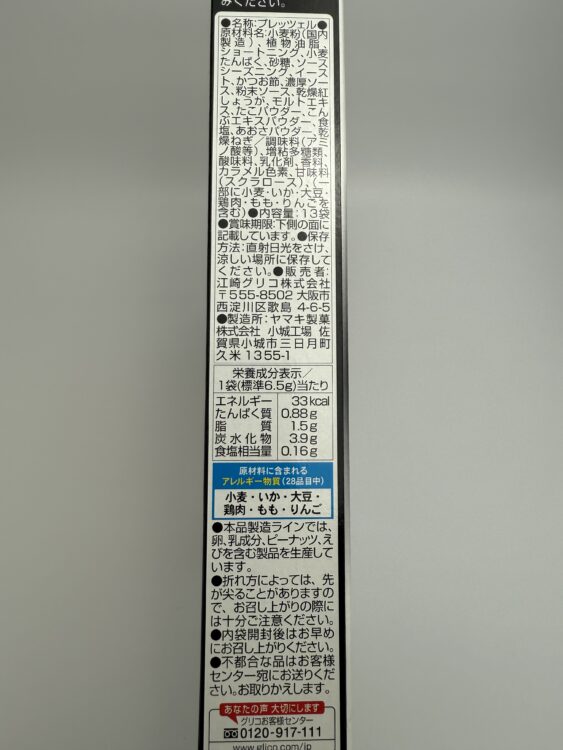 みください。
●名称:プレッツェル●
原材料名:小麦粉(国内
製造)、植物油脂、
ショートニング、小麦
たんぱく、砂糖、ソース
シーズニング、イース
ト、かつお節、濃厚ソー
ス、粉末ソース、乾燥紅
しょうが、モルトエキ
ス、たこパウダー、こん
ぶエキスパウダー、食
塩、あおさパウダー、乾
燥ねぎ/調味料(アミ
ノ酸等)、増粘多糖類、
酸味料、乳化剤、香料、
カラメル色素、甘味料
(スクラロース)、(一
部に小麦・いか・大豆・
鶏肉・もも・りんごを
含む)●内容量:13袋
●賞味期限:下側の面に
記載しています。●保存
方法:直射日光をさけ、
涼しい場所に保存して
ください。●販売者:
江崎グリコ株式会社
〒555-8502 大阪市
西淀川区歌島 4-6-5
●製造所:ヤマキ製菓
株式会社 小城工場 佐
賀県小城市三日月町
久米 1355-1
栄養成分表示/
1袋(標準6.5g)当たり
エネルギー 33kcal
たんぱく質 0.88g
脂質 1.5g
炭水化物 3.9g
食塩相当量 0.16g
原材料に含まれる
アレルギー物質(28品目中)
小麦・いか・大豆・
鶏肉・もも・りんご
●本品製造ラインでは、
卵、乳成分、ピーナッツ、え
びを含む製品を生産して
います。
●折れ方によっては、先
が尖ることがありますの
で、お召し上がりの際に
は十分ご注意ください。
●内袋開封後はお早め
にお召し上がりください。
●不都合な品はお客様
センター宛にお送りくだ
さい。お取りかえします。
あなたの声 大切にします
グリコお客様センター
0120-917-111
www.glico.com/jp